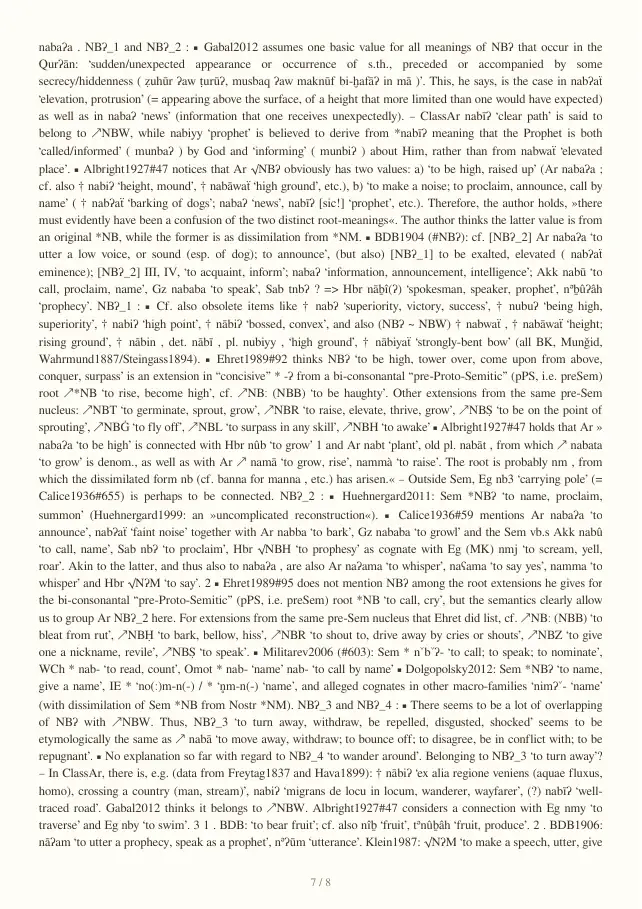 nabaʔa . NBʔ_1 and NBʔ_2 : ▪ Gabal2012 assumes one basic value for all meanings of NBʔ that occur in the
Qurʔān: ‘sudden/unexpected appearance or occurrence of s.th., preceded or accompanied by some
secrecy/hiddenness ( ẓuhūr ʔaw ṭurūʔ, musbaq ʔaw maknūf bi-ḫafāʔ in mā )’. This, he says, is the case in nabʔaẗ
‘elevation, protrusion’ (= appearing above the surface, of a height that more limited than one would have expected)
as well as in nabaʔ ‘news’ (information that one receives unexpectedly). – ClassAr nabīʔ ‘clear path’ is said to
belong to ↗NBW, while nabiyy ‘prophet’ is believed to derive from *nabīʔ meaning that the Prophet is both
‘called/informed’ ( munbaʔ ) by God and ‘informing’ ( munbiʔ ) about Him, rather than from nabwaẗ ‘elevated
place’. ▪ Albright1927#47 notices that Ar √NBʔ obviously has two values: a) ‘to be high, raised up’ (Ar nabaʔa ;
cf. also † nabiʔ ‘height, mound’, † nabāwaẗ ‘high ground’, etc.), b) ‘to make a noise; to proclaim, announce, call by
name’ ( † nabʔaẗ ‘barking of dogs’; nabaʔ ‘news’, nabīʔ [sic!] ‘prophet’, etc.). Therefore, the author holds, »there
must evidently have been a confusion of the two distinct root-meanings«. The author thinks the latter value is from
an original *NB, while the former is as dissimilation from *NM. ▪ BDB1904 (#NBʔ): cf. [NBʔ_2] Ar nabaʔa ‘to
utter a low voice, or sound (esp. of dog); to announce’, (but also) [NBʔ_1] to be exalted, elevated ( nabʔaẗ
eminence); [NBʔ_2] III, IV, ‘to acquaint, inform’; nabaʔ ‘information, announcement, intelligence’; Akk nabū ‘to
call, proclaim, name’, Gz nababa ‘to speak’, Sab tnbʔ ? => Hbr nāḇî(ʔ) ‘spokesman, speaker, prophet’, nᵊḇûʔâh
‘prophecy’. NBʔ_1 : ▪ Cf. also obsolete items like † nabʔ ‘superiority, victory, success’, † nubuʔ ‘being high,
superiority’, † nabiʔ ‘high point’, † nābiʔ ‘bossed, convex’, and also (NBʔ ~ NBW) † nabwaẗ , † nabāwaẗ ‘height;
rising ground’, † nābin , det. nābī , pl. nubiyy , ‘high ground’, † nābiyaẗ ‘strongly-bent bow’ (all BK, Munǧid,
Wahrmund1887/Steingass1894). ▪ Ehret1989#92 thinks NBʔ ‘to be high, tower over, come upon from above,
conquer, surpass’ is an extension in “concisive” * -ʔ from a bi-consonantal “pre-Proto-Semitic” (pPS, i.e. preSem)
root ↗*NB ‘to rise, become high’, cf. ↗NB: (NBB) ‘to be haughty’. Other extensions from the same pre-Sem
nucleus: ↗NBT ‘to germinate, sprout, grow’, ↗NBR ‘to raise, elevate, thrive, grow’, ↗NBṢ ‘to be on the point of
sprouting’, ↗NBĠ ‘to fly off’, ↗NBL ‘to surpass in any skill’, ↗NBH ‘to awake’ ▪ Albright1927#47 holds that Ar »
nabaʔa ‘to be high’ is connected with Hbr nûb ‘to grow’ 1 and Ar nabt ‘plant’, old pl. nabāt , from which ↗ nabata
‘to grow’ is denom., as well as with Ar ↗ namā ‘to grow, rise’, nammà ‘to raise’. The root is probably nm , from
which the dissimilated form nb (cf. banna for manna , etc.) has arisen.« – Outside Sem, Eg nb3 ‘carrying pole’ (=
Calice1936#655) is perhaps to be connected. NBʔ_2 : ▪ Huehnergard2011: Sem *NBʔ ‘to name, proclaim,
summon’ (Huehnergard1999: an »uncomplicated reconstruction«). ▪ Calice1936#59 mentions Ar nabaʔa ‘to
announce’, nabʔaẗ ‘faint noise’ together with Ar nabba ‘to bark’, Gz nababa ‘to growl’ and the Sem vb.s Akk nabû
‘to call, name’, Sab nbʔ ‘to proclaim’, Hbr √NBH ‘to prophesy’ as cognate with Eg (MK) nmj ‘to scream, yell,
roar’. Akin to the latter, and thus also to nabaʔa , are also Ar naʔama ‘to whisper’, naʕama ‘to say yes’, namma ‘to
whisper’ and Hbr √NʔM ‘to say’. 2 ▪ Ehret1989#95 does not mention NBʔ among the root extensions he gives for
the bi-consonantal “pre-Proto-Semitic” (pPS, i.e. preSem) root *NB ‘to call, cry’, but the semantics clearly allow
us to group Ar NBʔ_2 here. For extensions from the same pre-Sem nucleus that Ehret did list, cf. ↗NB: (NBB) ‘to
bleat from rut’, ↗NBḤ ‘to bark, bellow, hiss’, ↗NBR ‘to shout to, drive away by cries or shouts’, ↗NBZ ‘to give
one a nickname, revile’, ↗NBṢ ‘to speak’. ▪ Militarev2006 (#603): Sem * nˇbˇʔ- ‘to call; to speak; to nominate’,
WCh * nab- ‘to read, count’, Omot * nab- ‘name’ nab- ‘to call by name’ ▪ Dolgopolsky2012: Sem *NBʔ ‘to name,
give a name’, IE * ‘no(:)m-n(-) / * ‘ṇm-n(-) ‘name’, and alleged cognates in other macro-families ‘nimʔˇ- ‘name’
(with dissimilation of Sem *NB from Nostr *NM). NBʔ_3 and NBʔ_4 : ▪ There seems to be a lot of overlapping
of NBʔ with ↗NBW. Thus, NBʔ_3 ‘to turn away, withdraw, be repelled, disgusted, shocked’ seems to be
etymologically the same as ↗ nabā ‘to move away, withdraw; to bounce off; to disagree, be in conflict with; to be
repugnant’. ▪ No explanation so far with regard to NBʔ_4 ‘to wander around’. Belonging to NBʔ_3 ‘to turn away’?
– In ClassAr, there is, e.g. (data from Freytag1837 and Hava1899): † nābiʔ ‘ex alia regione veniens (aquae fluxus,
homo), crossing a country (man, stream)’, nabiʔ ‘migrans de locu in locum, wanderer, wayfarer’, (?) nabīʔ ‘well-
traced road’. Gabal2012 thinks it belongs to ↗NBW. Albright1927#47 considers a connection with Eg nmy ‘to
traverse’ and Eg nby ‘to swim’. 3 1 . BDB: ‘to bear fruit’; cf. also nîḇ ‘fruit’, tᵊnûḇâh ‘fruit, produce’. 2 . BDB1906:
nāʔam ‘to utter a prophecy, speak as a prophet’, nᵊʔūm ‘utterance’. Klein1987: √NʔM ‘to make a speech, utter, give
7 / 8